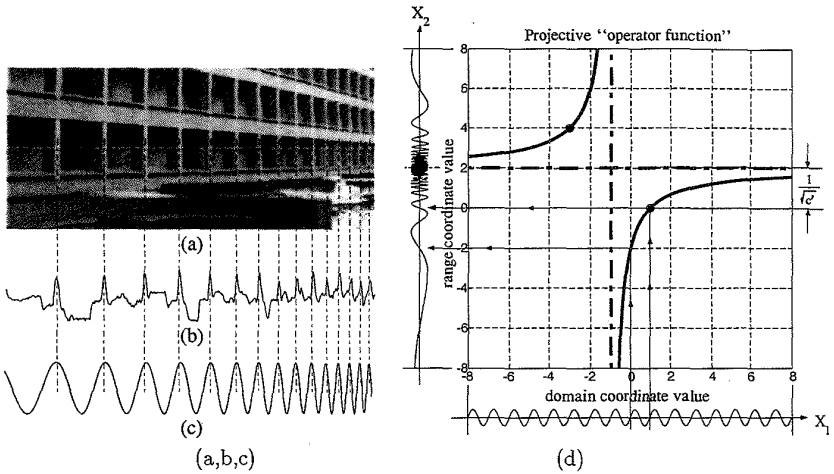 (a)
(b)
(c)
(a,b,c)
X2
Projective "operator function"
8
6
4
2
0
-2
-4
-6
-8
range coordinate value
1
√c'
-8 -6 -4 -2 0 2 4 6 8
domain coordinate value
X1
(d)